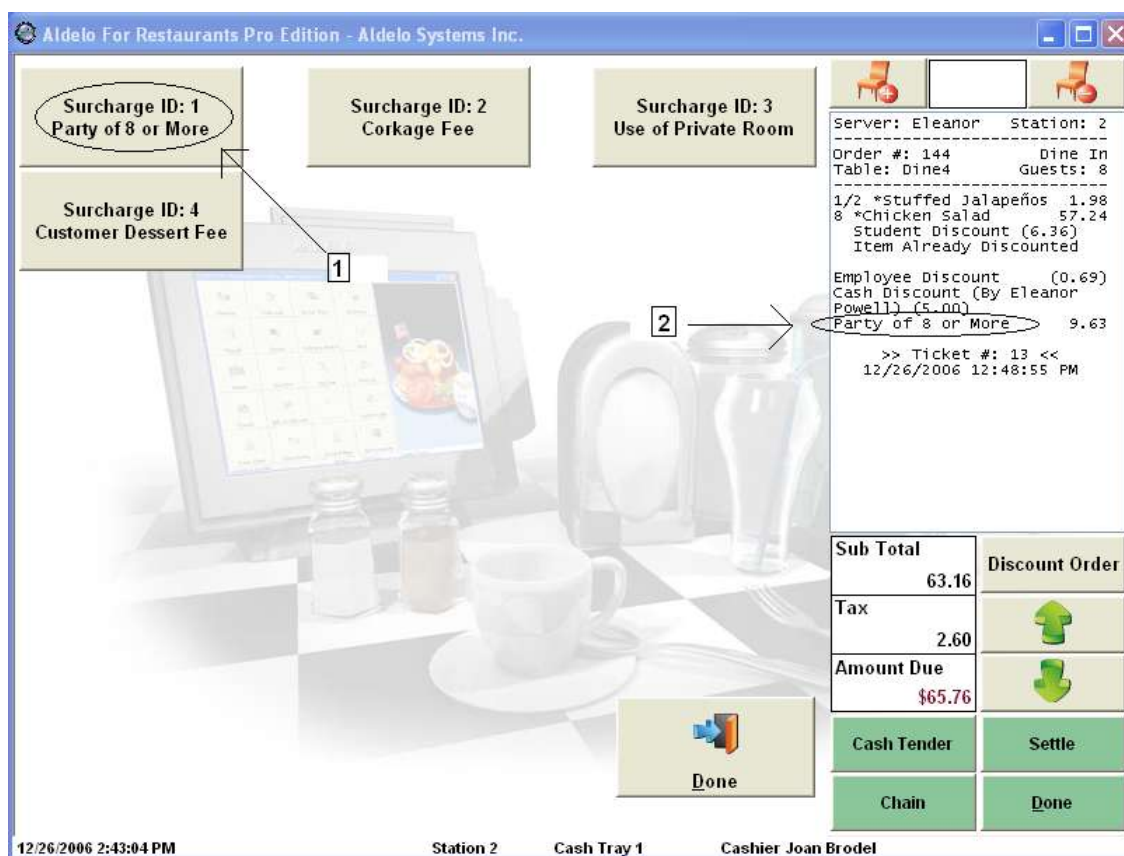 Aldelo For Restaurants Pro Edition - Aldelo Systems Inc.
Surcharge ID: 1
Party of 8 or More
Surcharge ID: 2
Corkage Fee
Surcharge ID: 3
Use of Private Room
Surcharge ID: 4
Customer Dessert Fee
1
2
Server: Eleanor Station: 2
Order #: 144 Dine In
Table: Dine4 Guests: 8
1/2 *Stuffed Jalapeños 1.98
8 *Chicken Salad 57.24
Student Discount (6.36)
Item Already Discounted
Employee Discount (0.69)
Cash Discount (By Eleanor
Powell) (5.00)
Party of 8 or More 9.63
>> Ticket #: 13 <<
12/26/2006 12:48:55 PM
Sub Total
63.16
Discount Order
Tax
2.60
Amount Due
$65.76
Cash Tender
Settle
Chain
Done
Done
12/26/2006 2:43:04 PM Station 2 Cash Tray 1 Cashier Joan Brodel